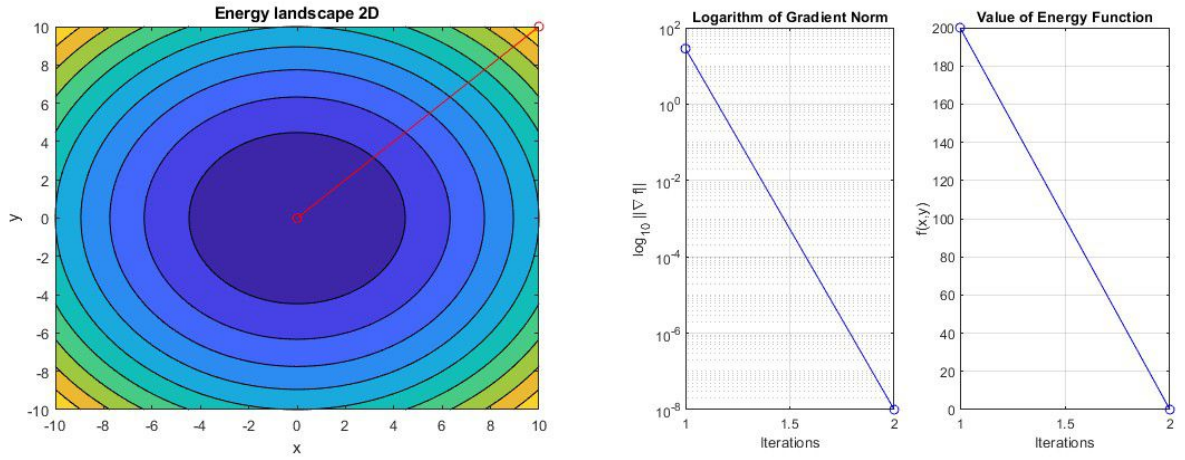 Energy landscape 2D
10
8
6
4
2
0
-2
-4
-6
-8
-10
y
-10 -8 -6 -4 -2 0 2 4 6 8 10
x
Logarithm of Gradient Norm
10^2
10^0
10^-2
10^-4
10^-6
10^-8
log_10 ||∇ f||
1 1.5 2
Iterations
Value of Energy Function
200
180
160
140
120
100
80
60
40
20
0
f(x,y)
1 1.5 2
Iterations